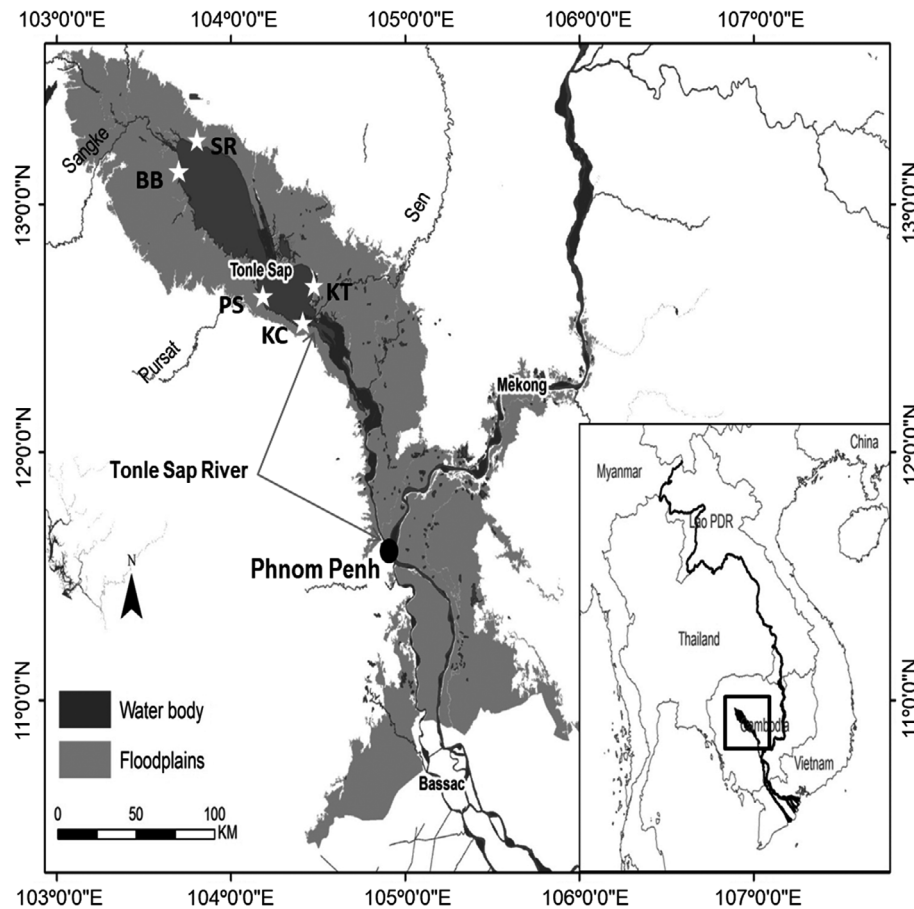 103°0'0"E 104°0'0"E 105°0'0"E 106°0'0"E 107°0'0"E
Sangke
SR
BB
Sen
13°0'0"N
13°0'0"N
Tonle Sap
KT
PS
KC
Pursat
Mekong
12°0'0"N
12°0'0"N
Tonle Sap River
Phnom Penh
N
China
Myanmar
Lao PDR
Thailand
Cambodia
Vietnam
11°0'0"N
11°0'0"N
Water body
Floodplains
Bassac
0 50 100
KM
103°0'0"E 104°0'0"E 105°0'0"E 106°0'0"E 107°0'0"E